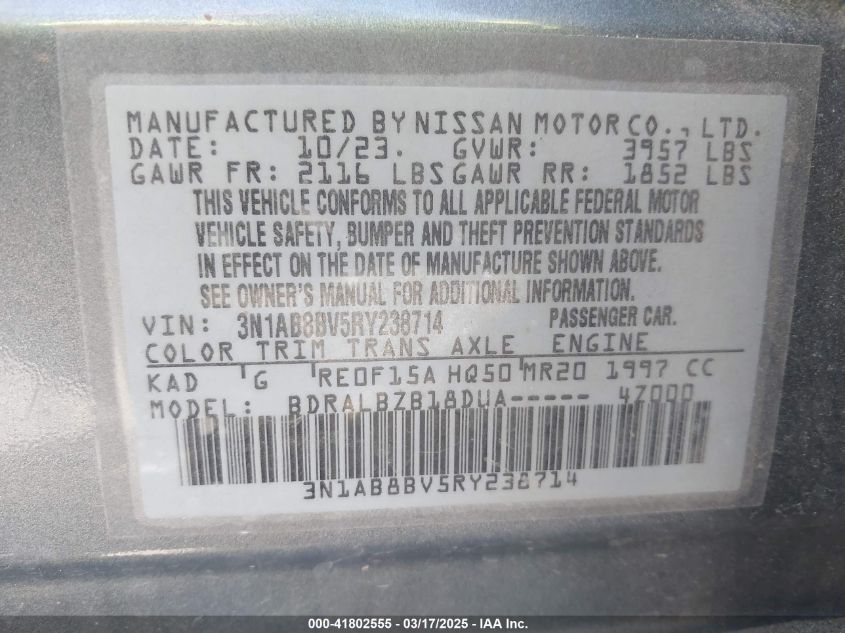 MANUFACTURED BY NISSAN MOTOR CO., LTD.
DATE: 10/23. GVWR: 3957 LBS
GAWR FR: 2116 LBS GAWR RR: 1852 LBS
THIS VEHICLE CONFORMS TO ALL APPLICABLE FEDERAL MOTOR
VEHICLE SAFETY, BUMPER AND THEFT PREVENTION STANDARDS
IN EFFECT ON THE DATE OF MANUFACTURE SHOWN ABOVE.
SEE OWNER'S MANUAL FOR ADDITIONAL INFORMATION.
VIN: 3N1AB8BV5RY238714 PASSENGER CAR.
COLOR TRIM TRANS AXLE ENGINE
KAD G RE0F15A HQ50 MR20 1997 CC
MODEL: BDRALBZB18DUA----- 47000
3N1AB8BV5RY238714
000-41802555 - 03/17/2025 - IAA Inc.